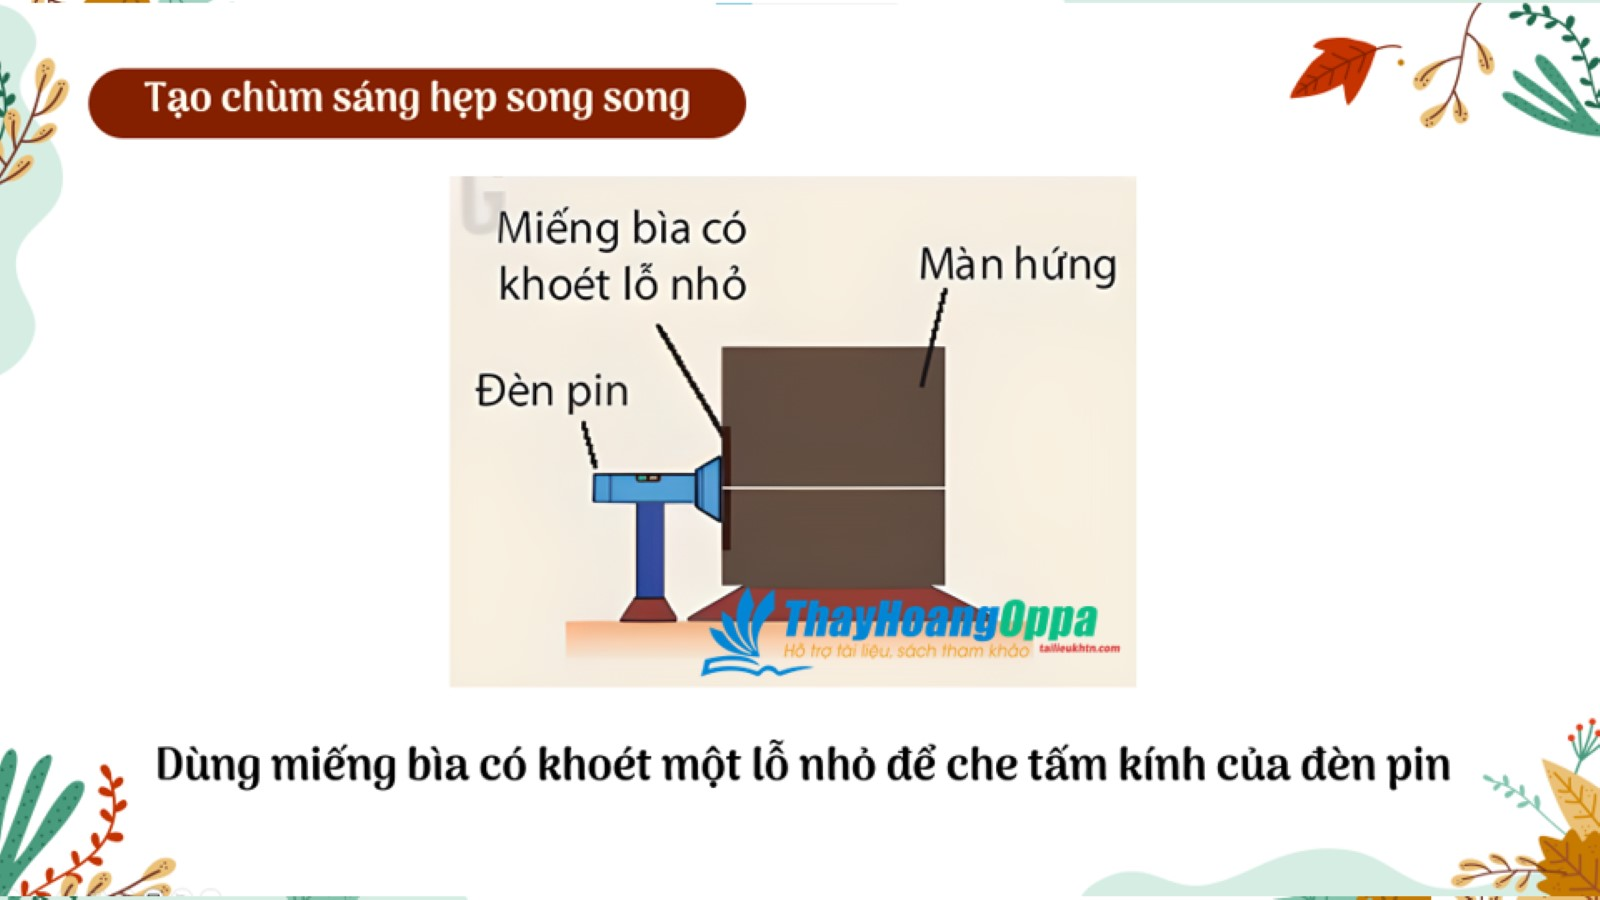 Tạo chùm sáng hẹp song song
G
Miếng bìa có
khoét lỗ nhỏ
Màn hứng
Đèn pin
ThayHoangOppa
Hỗ trợ tài liệu, sách tham khảo tailieukhtn.com
Dùng miếng bìa có khoét một lỗ nhỏ để che tấm kính của đèn pin